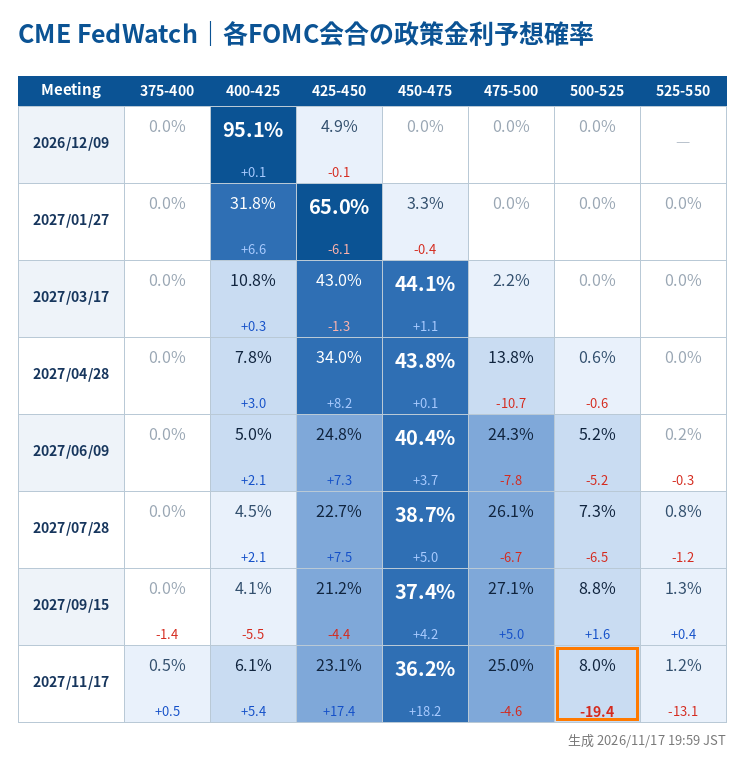 CME FedWatch｜各FOMC会合の政策金利予想確率
Meeting 375-400 400-425 425-450 450-475 475-500 500-525 525-550
2026/12/09 0.0% 95.1% 4.9% 0.0% 0.0% 0.0% —
+0.1 -0.1
2027/01/27 0.0% 31.8% 65.0% 3.3% 0.0% 0.0% 0.0%
+6.6 -6.1 -0.4
2027/03/17 0.0% 10.8% 43.0% 44.1% 2.2% 0.0% 0.0%
+0.3 -1.3 +1.1
2027/04/28 0.0% 7.8% 34.0% 43.8% 13.8% 0.6% 0.0%
+3.0 +8.2 +0.1 -10.7 -0.6
2027/06/09 0.0% 5.0% 24.8% 40.4% 24.3% 5.2% 0.2%
+2.1 +7.3 +3.7 -7.8 -5.2 -0.3
2027/07/28 0.0% 4.5% 22.7% 38.7% 26.1% 7.3% 0.8%
+2.1 +7.5 +5.0 -6.7 -6.5 -1.2
2027/09/15 0.0% 4.1% 21.2% 37.4% 27.1% 8.8% 1.3%
-1.4 -5.5 -4.4 +4.2 +5.0 +1.6 +0.4
2027/11/17 0.5% 6.1% 23.1% 36.2% 25.0% 8.0% 1.2%
+0.5 +5.4 +17.4 +18.2 -4.6 -19.4 -13.1
生成 2026/11/17 19:59 JST